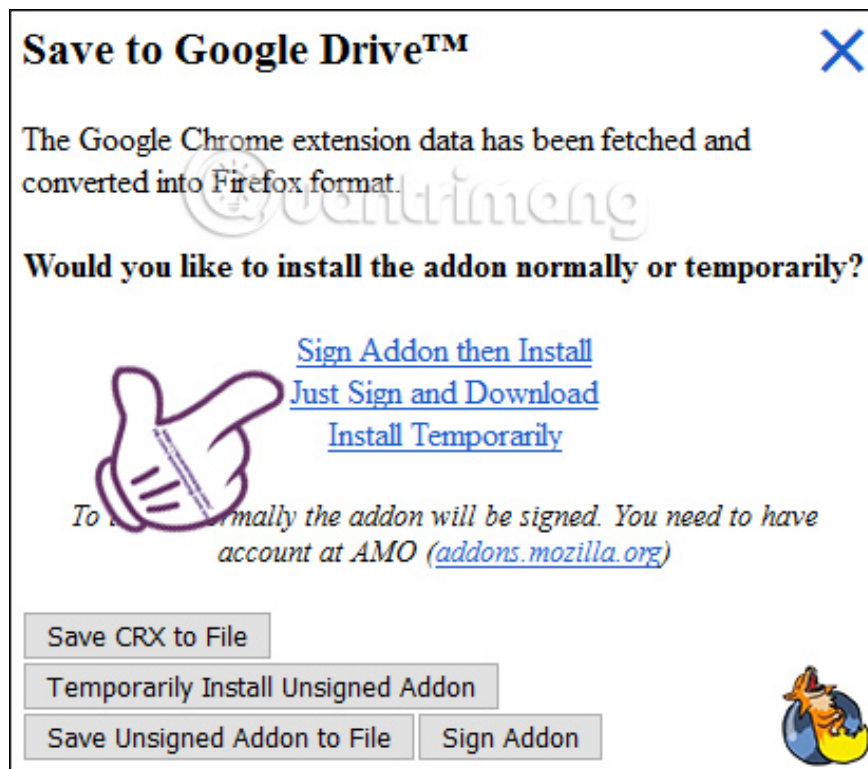 Save to Google Drive™
The Google Chrome extension data has been fetched and
converted into Firefox format.
Quantrimang
Would you like to install the addon normally or temporarily?
Sign Addon then Install
Just Sign and Download
Install Temporarily
To mally the addon will be signed. You need to have
account at AMO (addons.mozilla.org)
Save CRX to File
Temporarily Install Unsigned Addon
Save Unsigned Addon to File Sign Addon